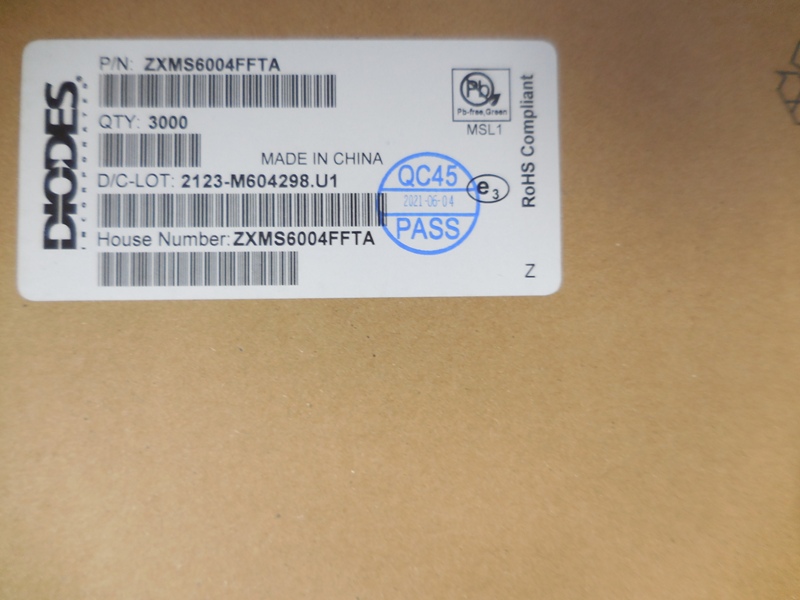 DIODES
INCORPORATED
P/N: ZXMS6004FFTA
QTY: 3000
MADE IN CHINA
D/C-LOT: 2123-M604298.U1
House Number: ZXMS6004FFTA
Pb
Pb-free, Green
MSL1
RoHS Compliant
QC45
2021-06-04
PASS
e3
Z